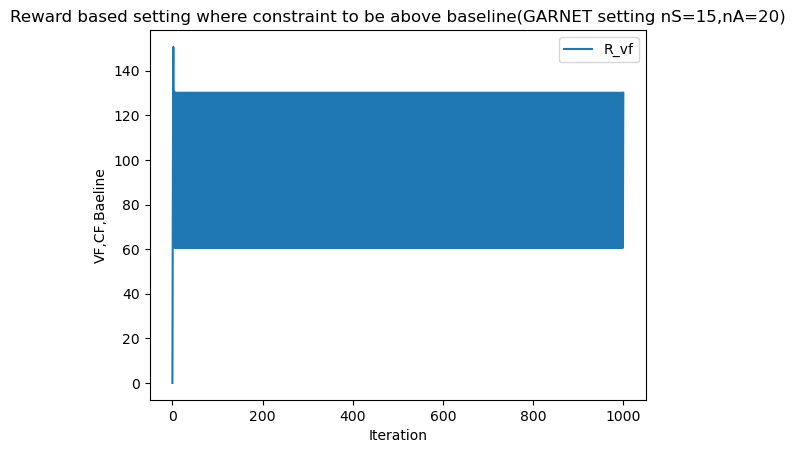 Reward based setting where constraint to be above baseline(GARNET setting nS=15,nA=20)
R_vf
140
120
100
80
60
40
20
0
VF,CF,Baeline
0 200 400 600 800 1000
Iteration